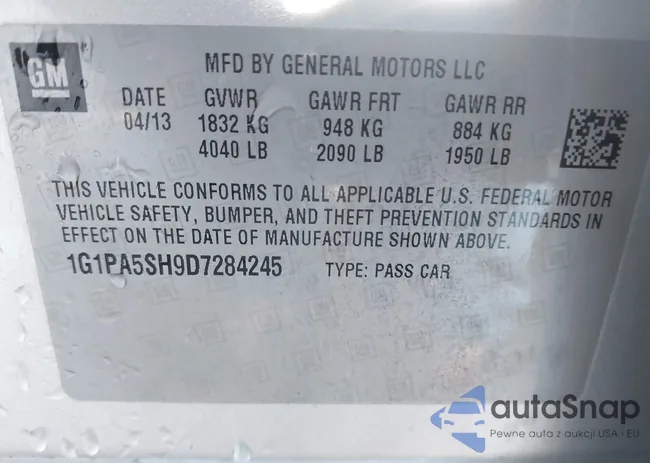 GM
MFD BY GENERAL MOTORS LLC
DATE GVWR GAWR FRT GAWR RR
04/13 1832 KG 948 KG 884 KG
4040 LB 2090 LB 1950 LB
THIS VEHICLE CONFORMS TO ALL APPLICABLE U.S. FEDERAL MOTOR
VEHICLE SAFETY, BUMPER, AND THEFT PREVENTION STANDARDS IN
EFFECT ON THE DATE OF MANUFACTURE SHOWN ABOVE.
1G1PA5SH9D7284245 TYPE: PASS CAR
autaSnap
Pewne auta z aukcji USA i EU